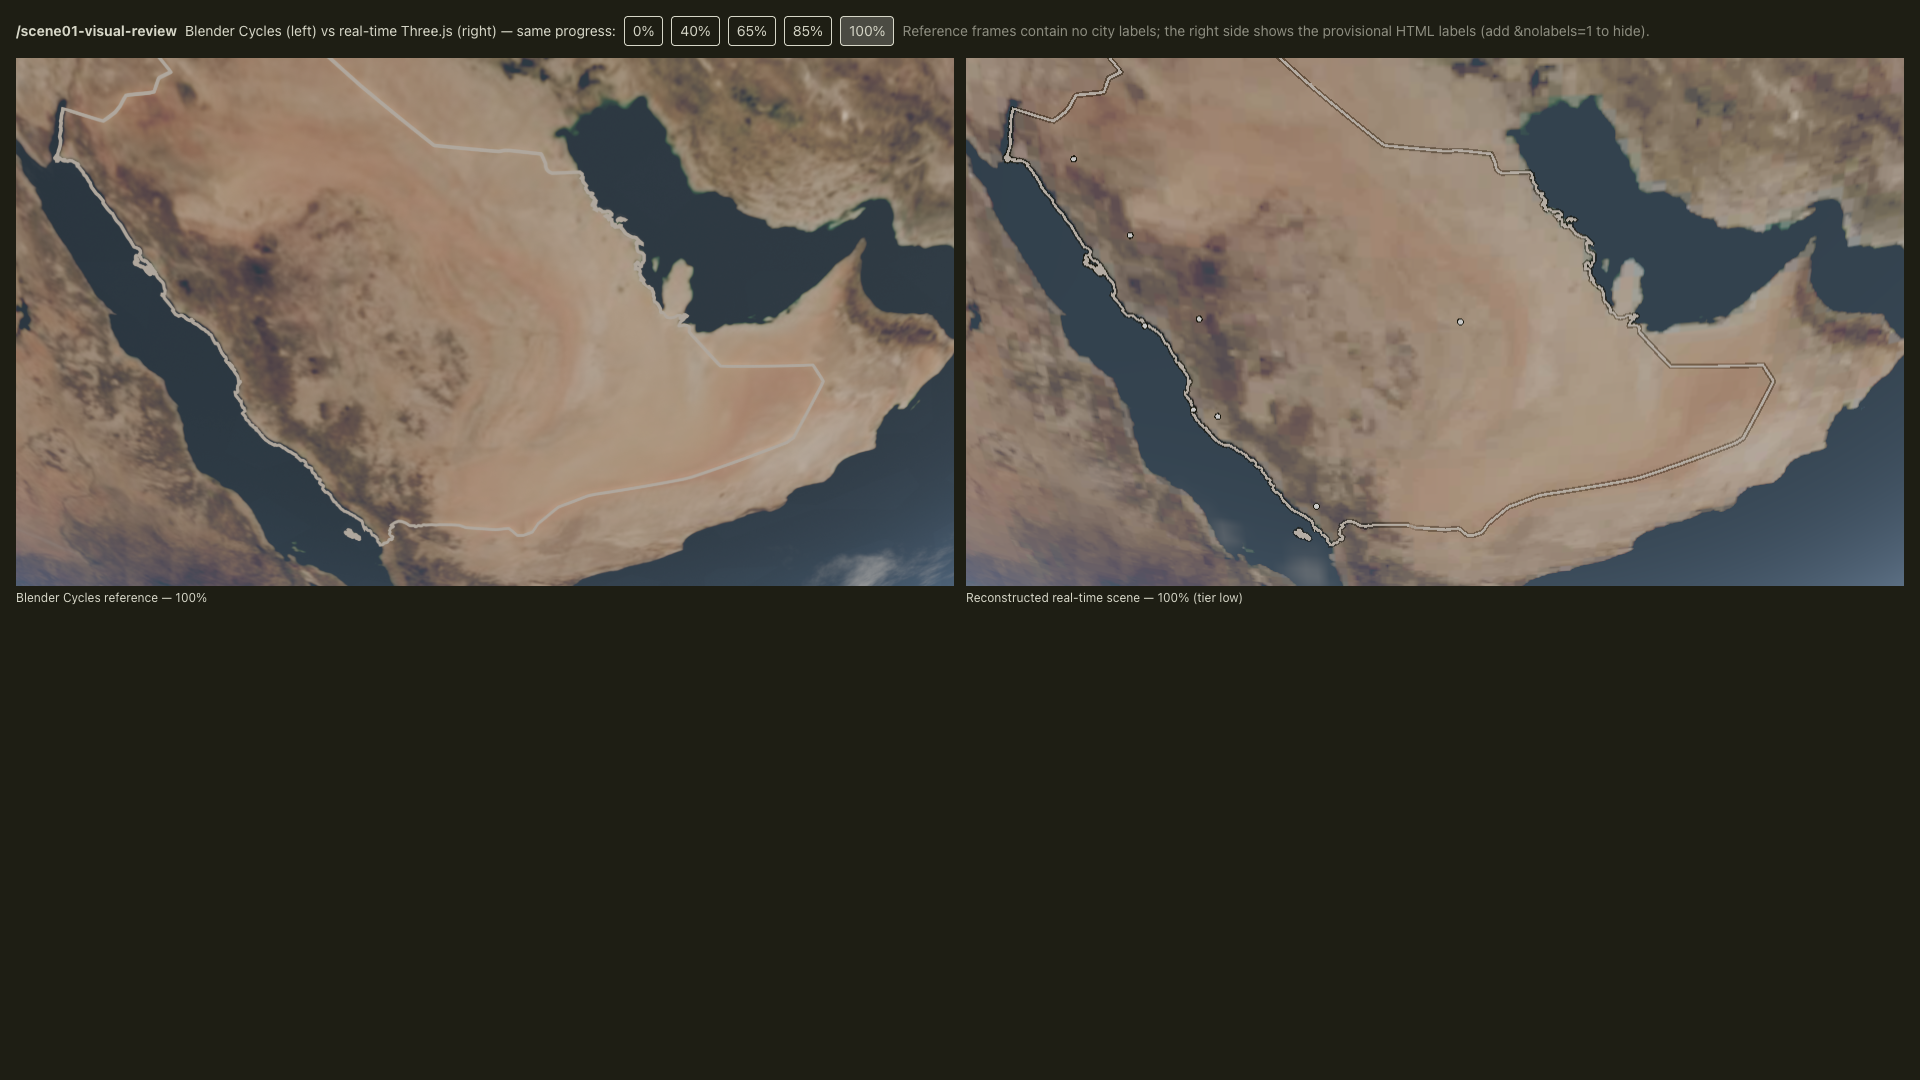 /scene01-visual-review Blender Cycles (left) vs real-time Three.js (right) — same progress: 0% 40% 65% 85% 100% Reference frames contain no city labels; the right side shows the provisional HTML labels (add &nolabels=1 to hide).
Blender Cycles reference — 100%
Reconstructed real-time scene — 100% (tier low)